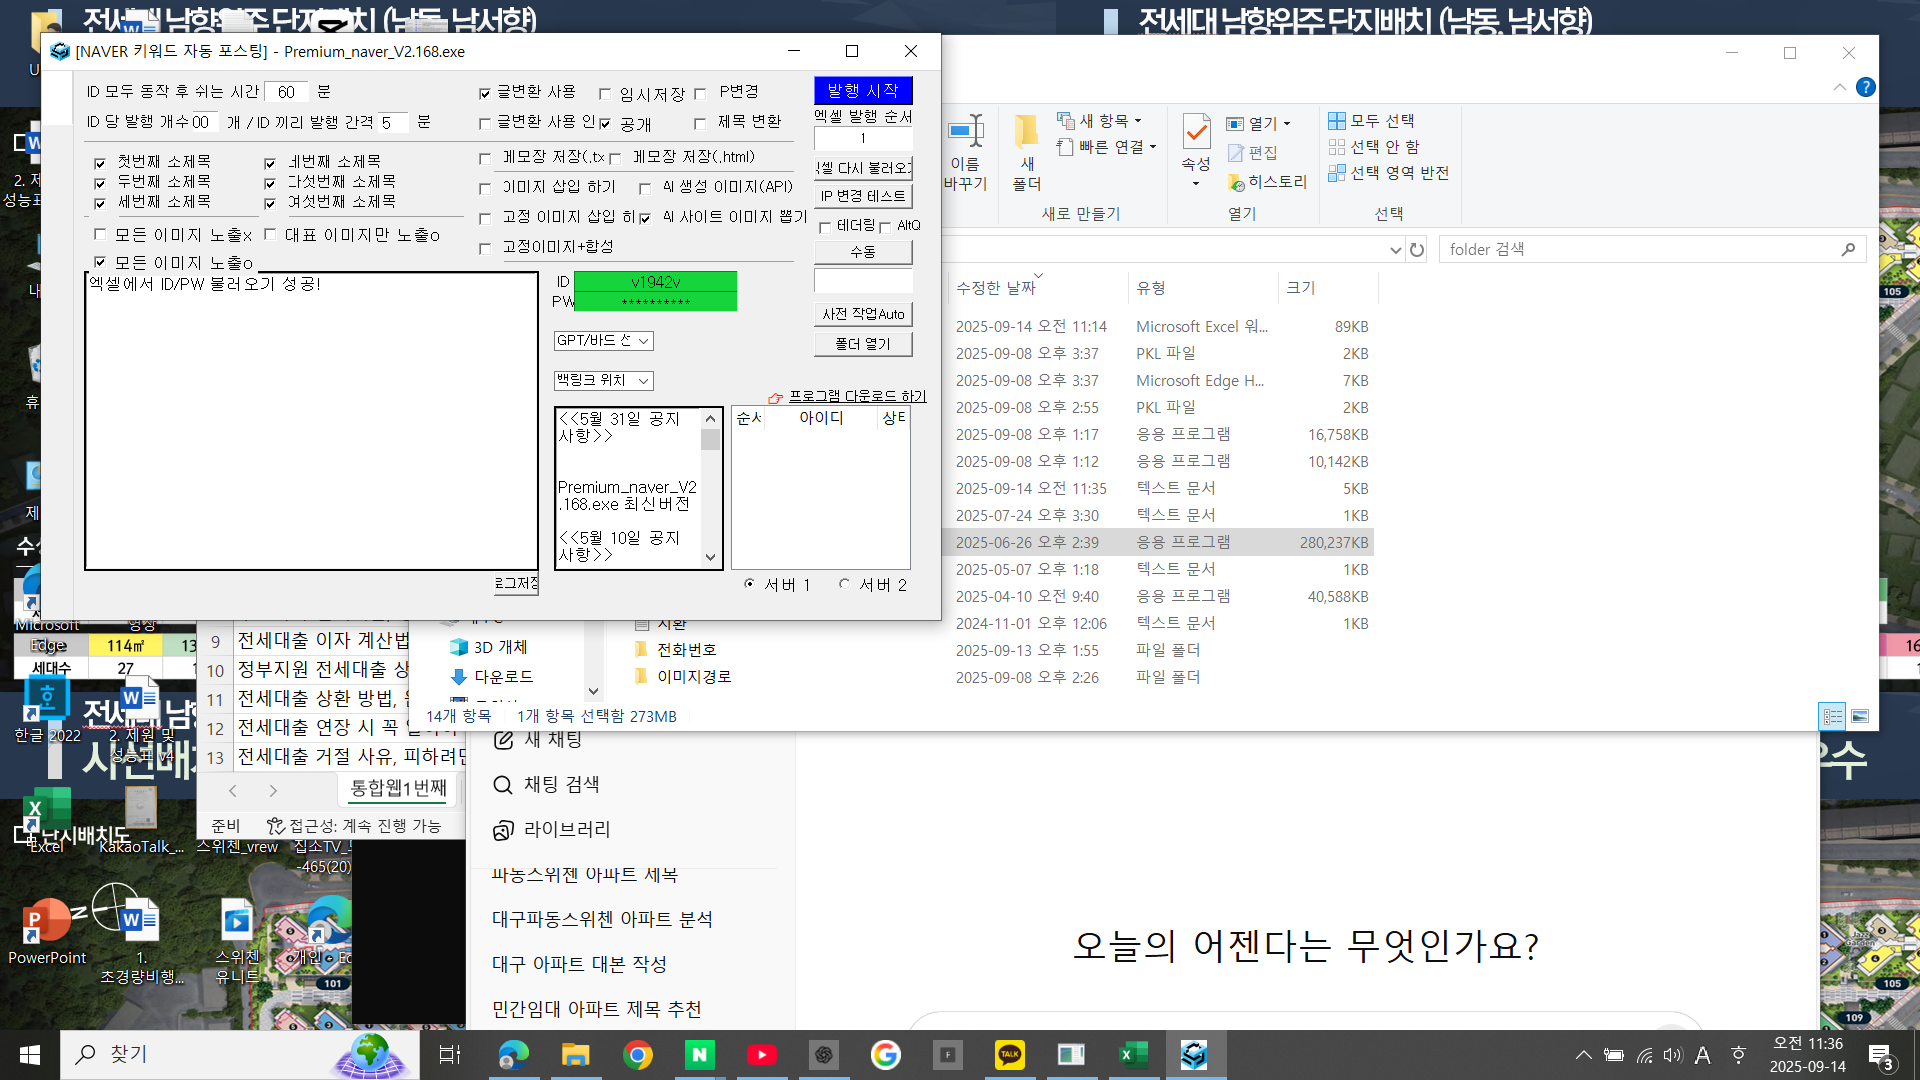 전세대 남향위주 단지배치 (남동, 남서향)
전세대 남향위주 단지배치 (남동, 남서향)
[NAVER 키워드 자동 포스팅] - Premium_naver_V2.168.exe
ID 모두 동작 후 쉬는 시간 60 분
ID 당 발행 개수 00 개 / ID 끼리 발행 간격 5 분
첫번째 소제목
네번째 소제목
두번째 소제목
다섯번째 소제목
세번째 소제목
여섯번째 소제목
모든 이미지 노출x
대표 이미지만 노출o
모든 이미지 노출o
글변환 사용
임시저장
P변경
글변환 사용 인
공개
제목 변환
메모장 저장(.tx
메모장 저장(.html)
이미지 삽입 하기
AI 생성 이미지(API)
고정 이미지 삽입 히
AI 사이트 이미지 뽑기
고정이미지+합성
발행 시작
엑셀 발행 순서
1
셀 다시 불러오기
IP 변경 테스트
테더링
AltQ
수동
사전 작업Auto
폴더 열기
엑셀에서 ID/PW 불러오기 성공!
ID v1942v
PW **********
GPT/바드 선
백링크 위치
프로그램 다운로드 하기
<<5월 31일 공지
사항>>
Premium_naver_V2
.168.exe 최신버전
<<5월 10일 공지
사항>>
순서
아이디
상태
로그저장
서버 1
서버 2
이름
바꾸기
새
폴더
새 항목
빠른 연결
새로 만들기
속성
열기
편집
히스토리
열기
모두 선택
선택 안 함
선택 영역 반전
선택
folder 검색
수정한 날짜
유형
크기
2025-09-14 오전 11:14 Microsoft Excel 워... 89KB
2025-09-08 오후 3:37 PKL 파일 2KB
2025-09-08 오후 3:37 Microsoft Edge H... 7KB
2025-09-08 오후 2:55 PKL 파일 2KB
2025-09-08 오후 1:17 응용 프로그램 16,758KB
2025-09-08 오후 1:12 응용 프로그램 10,142KB
2025-09-14 오전 11:35 텍스트 문서 5KB
2025-07-24 오후 3:30 텍스트 문서 1KB
2025-06-26 오후 2:39 응용 프로그램 280,237KB
2025-05-07 오후 1:18 텍스트 문서 1KB
2025-04-10 오전 9:40 응용 프로그램 40,588KB
치환 2024-11-01 오후 12:06 텍스트 문서 1KB
전화번호 2025-09-13 오후 1:55 파일 폴더
이미지경로 2025-09-08 오후 2:26 파일 폴더
3D 개체
다운로드
14개 항목
1개 항목 선택함 273MB
9 전세대출 이자 계산법
10 정부지원 전세대출 상
11 전세대출 상환 방법, 원
12 전세대출 연장 시 꼭
13 전세대출 거절 사유, 피하려면
통합웹1번째
준비
접근성: 계속 진행 가능
새 채팅
채팅 검색
라이브러리
파동스위첸 아파트 제목
대구파동스위첸 아파트 분석
대구 아파트 대본 작성
민간임대 아파트 제목 추천
오늘의 어젠다는 무엇인가요?
Microsoft
Edge
114㎡
세대수
27
한글 2022
2. 제원 및
성능표 v4
Excel
단지배치도
KakaoTalk_...
스위첸_vrew
-465(20)
PowerPoint
1.
초경량비행...
스위첸
유니트
101
105
105
109
찾기
오전 11:36
2025-09-14
3